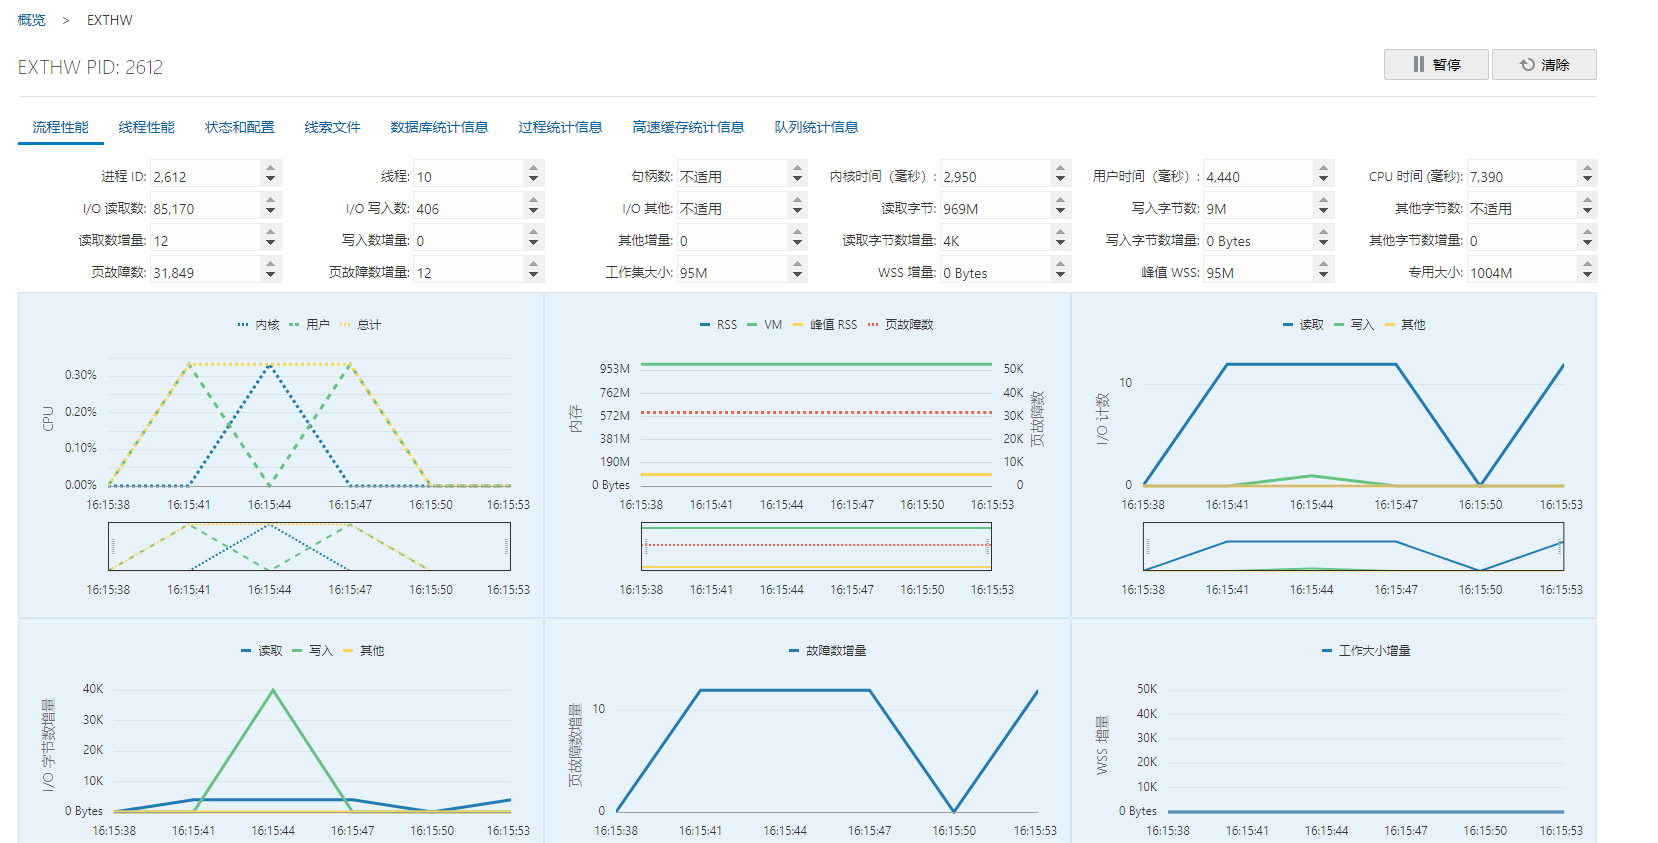 概览 > EXTHW
EXTHW PID: 2612
暂停 清除
流程性能 线程性能 状态和配置 线索文件 数据库统计信息 过程统计信息 高速缓存统计信息 队列统计信息
进程 ID: 2,612 线程: 10 句柄数: 不适用 内核时间（毫秒）: 2,950 用户时间（毫秒）: 4,440 CPU 时间 (毫秒): 7,390
I/O 读取数: 85,170 I/O 写入数: 406 I/O 其他: 不适用 读取字节: 969M 写入字节数: 9M 其他字节数: 不适用
读取数增量: 12 写入数增量: 0 其他增量: 0 读取字节数增量: 4K 写入字节数增量: 0 Bytes 其他字节数增量: 0
页故障数: 31,849 页故障数增量: 12 工作集大小: 95M WSS 增量: 0 Bytes 峰值 WSS: 95M 专用大小: 1004M
内核 用户 总计
CPU
0.30%
0.20%
0.10%
0.00%
16:15:38 16:15:41 16:15:44 16:15:47 16:15:50 16:15:53
16:15:38 16:15:41 16:15:44 16:15:47 16:15:50 16:15:53
RSS VM 峰值 RSS 页故障数
内存
页故障数
953M 50K
762M 40K
572M 30K
381M 20K
190M 10K
0 Bytes 0
16:15:38 16:15:41 16:15:44 16:15:47 16:15:50 16:15:53
16:15:38 16:15:41 16:15:44 16:15:47 16:15:50 16:15:53
读取 写入 其他
I/O 计数
10
0
16:15:38 16:15:41 16:15:44 16:15:47 16:15:50 16:15:53
16:15:38 16:15:41 16:15:44 16:15:47 16:15:50 16:15:53
读取 写入 其他
I/O 字节数增量
40K
30K
20K
10K
0 Bytes
16:15:38 16:15:41 16:15:44 16:15:47 16:15:50 16:15:53
故障数增量
页故障数增量
10
0
16:15:38 16:15:41 16:15:44 16:15:47 16:15:50 16:15:53
工作大小增量
WSS 增量
50K
40K
30K
20K
10K
0 Bytes
16:15:38 16:15:41 16:15:44 16:15:47 16:15:50 16:15:53